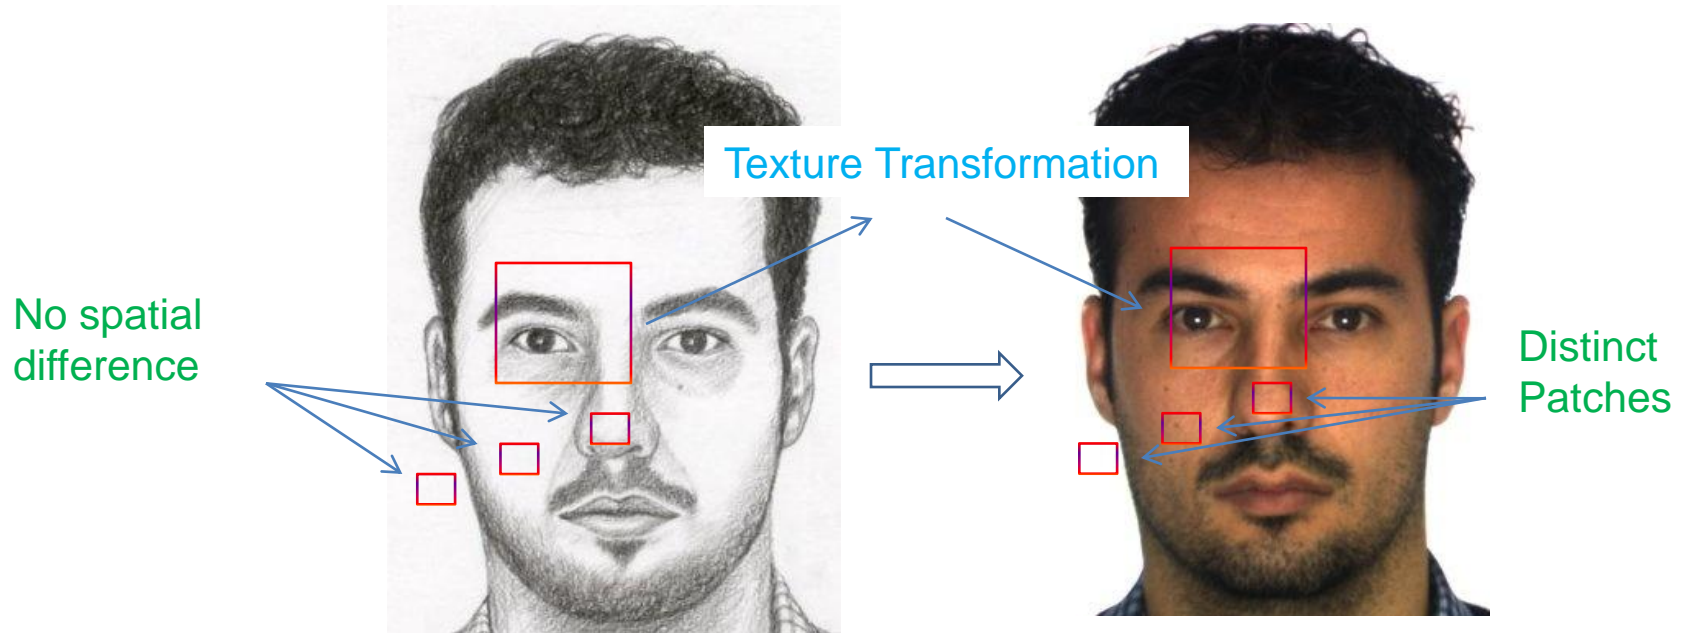 Texture Transformation
No spatial
difference
Distinct
Patches